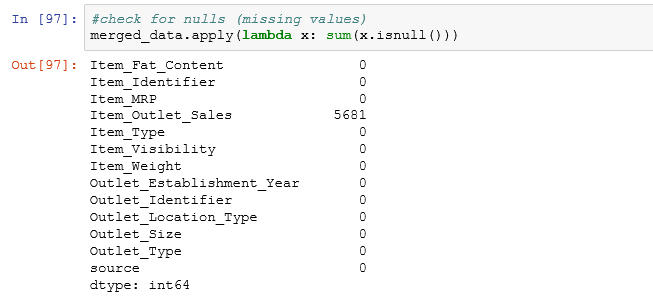 In [97]: #check for nulls (missing values)
merged_data.apply(lambda x: sum(x.isnull()))
Out[97]: Item_Fat_Content 0
Item_Identifier 0
Item_MRP 0
Item_Outlet_Sales 5681
Item_Type 0
Item_Visibility 0
Item_Weight 0
Outlet_Establishment_Year 0
Outlet_Identifier 0
Outlet_Location_Type 0
Outlet_Size 0
Outlet_Type 0
source 0
dtype: int64